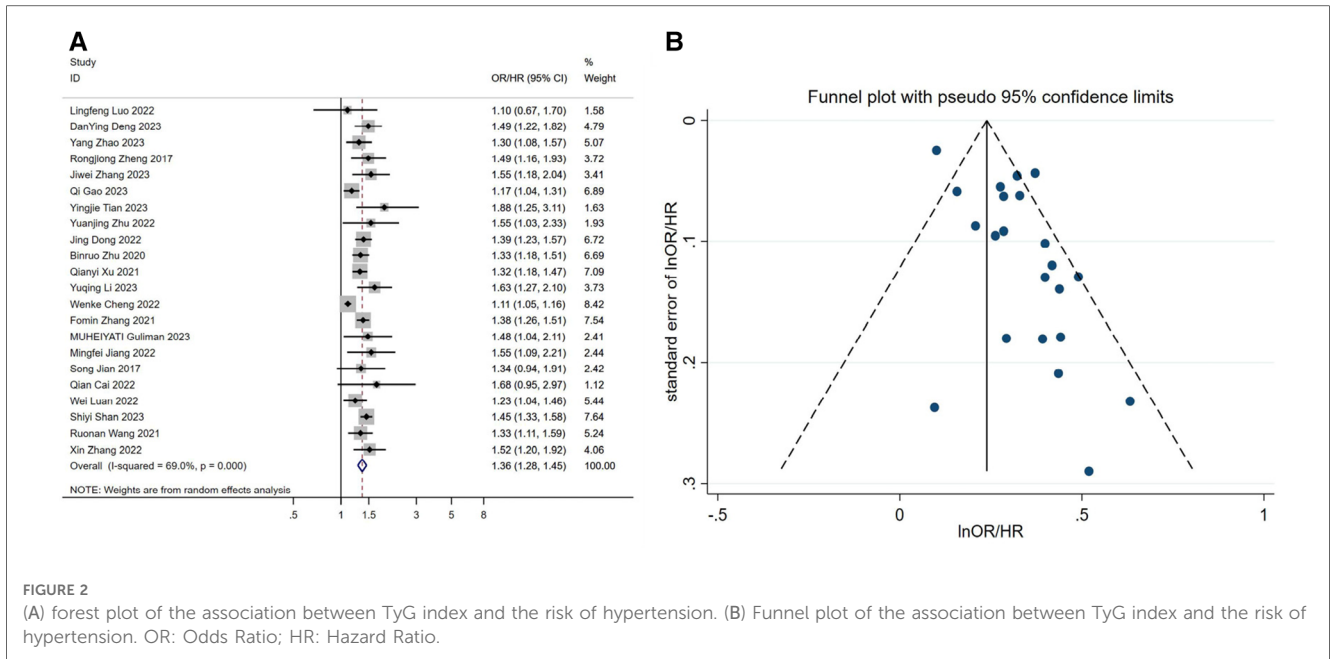 A
Study
ID
OR/HR (95% CI)
%
Weight
Lingfeng Luo 2022 1.10 (0.67, 1.70) 1.58
DanYing Deng 2023 1.49 (1.22, 1.82) 4.79
Yang Zhao 2023 1.30 (1.08, 1.57) 5.07
Rongjiong Zheng 2017 1.49 (1.16, 1.93) 3.72
Jiwei Zhang 2023 1.55 (1.18, 2.04) 3.41
Qi Gao 2023 1.17 (1.04, 1.31) 6.89
Yingjie Tian 2023 1.88 (1.25, 3.11) 1.63
Yuanjing Zhu 2022 1.55 (1.03, 2.33) 1.93
Jing Dong 2022 1.39 (1.23, 1.57) 6.72
Binruo Zhu 2020 1.33 (1.18, 1.51) 6.69
Qianyi Xu 2021 1.32 (1.18, 1.47) 7.09
Yuqing Li 2023 1.63 (1.27, 2.10) 3.73
Wenke Cheng 2022 1.11 (1.05, 1.16) 8.42
Fomin Zhang 2021 1.38 (1.26, 1.51) 7.54
MUHEIYATI Guliman 2023 1.48 (1.04, 2.11) 2.41
Mingfei Jiang 2022 1.55 (1.09, 2.21) 2.44
Song Jian 2017 1.34 (0.94, 1.91) 2.42
Qian Cai 2022 1.68 (0.95, 2.97) 1.12
Wei Luan 2022 1.23 (1.04, 1.46) 5.44
Shiyi Shan 2023 1.45 (1.33, 1.58) 7.64
Ruonan Wang 2021 1.33 (1.11, 1.59) 5.24
Xin Zhang 2022 1.52 (1.20, 1.92) 4.06
Overall (I-squared = 69.0%, p = 0.000) 1.36 (1.28, 1.45) 100.00
NOTE: Weights are from random effects analysis
.5 1 1.5 3 5 8
B
Funnel plot with pseudo 95% confidence limits
standard error of lnOR/HR
0
.1
.2
.3
-.5 0 .5 1
lnOR/HR
FIGURE 2
(A) forest plot of the association between TyG index and the risk of hypertension. (B) Funnel plot of the association between TyG index and the risk of
hypertension. OR: Odds Ratio; HR: Hazard Ratio.